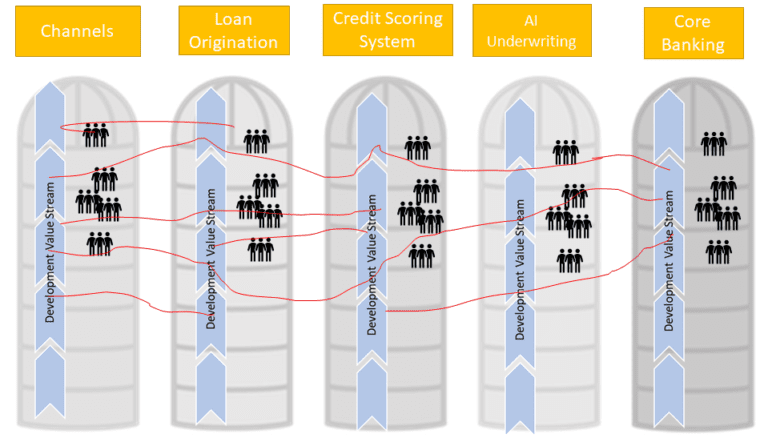 Channels
Loan
Origination
Credit Scoring
System
AI
Underwriting
Core
Banking
Development Value Stream
Development Value Stream
Development Value Stream
Development Value Stream
Development Value Stream